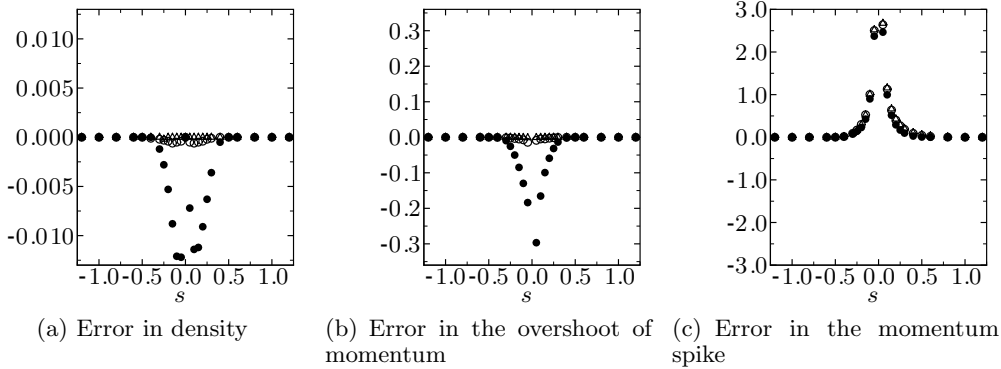 0.010
0.005
0.000
-0.005
-0.010
-1.0 -0.5 0.0 0.5 1.0
s
(a) Error in density
0.3
0.2
0.1
0.0
-0.1
-0.2
-0.3
-1.0 -0.5 0.0 0.5 1.0
s
(b) Error in the overshoot of
momentum
3.0
2.0
1.0
0.0
-1.0
-2.0
-3.0
-1.0 -0.5 0.0 0.5 1.0
s
(c) Error in the momentum
spike